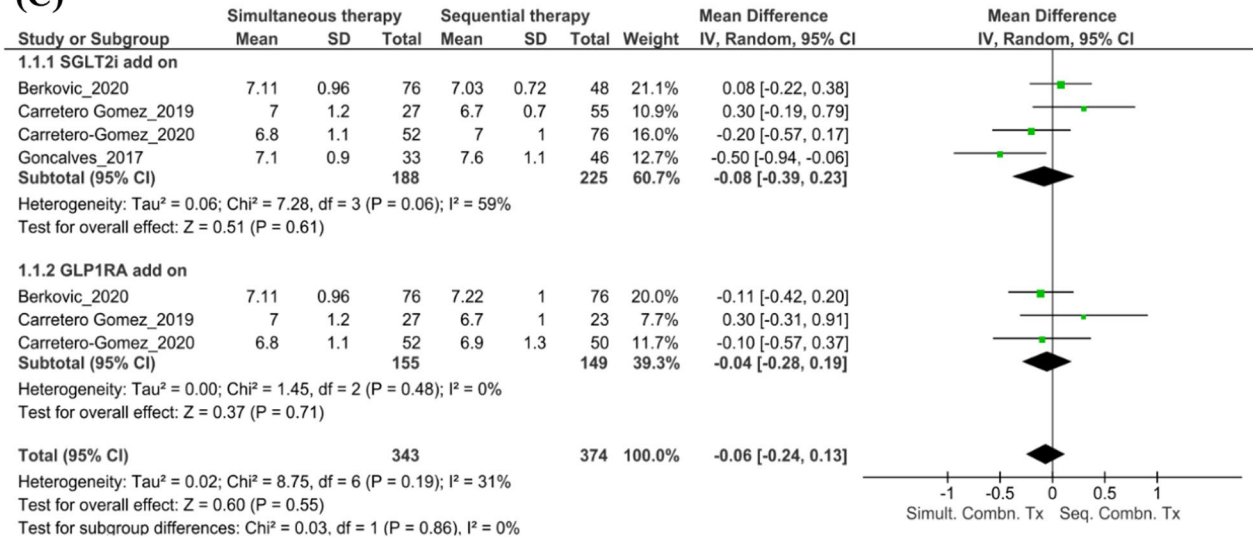 (C)
Simultaneous therapy Sequential therapy Mean Difference Mean Difference
Study or Subgroup Mean SD Total Mean SD Total Weight IV, Random, 95% CI IV, Random, 95% CI
1.1.1 SGLT2i add on
Berkovic_2020 7.11 0.96 76 7.03 0.72 48 21.1% 0.08 [-0.22, 0.38]
Carretero Gomez_2019 7 1.2 27 6.7 0.7 55 10.9% 0.30 [-0.19, 0.79]
Carretero-Gomez_2020 6.8 1.1 52 7 1 76 16.0% -0.20 [-0.57, 0.17]
Goncalves_2017 7.1 0.9 33 7.6 1.1 46 12.7% -0.50 [-0.94, -0.06]
Subtotal (95% CI) 188 225 60.7% -0.08 [-0.39, 0.23]
Heterogeneity: Tau² = 0.06; Chi² = 7.28, df = 3 (P = 0.06); I² = 59%
Test for overall effect: Z = 0.51 (P = 0.61)
1.1.2 GLP1RA add on
Berkovic_2020 7.11 0.96 76 7.22 1 76 20.0% -0.11 [-0.42, 0.20]
Carretero Gomez_2019 7 1.2 27 6.7 1 23 7.7% 0.30 [-0.31, 0.91]
Carretero-Gomez_2020 6.8 1.1 52 6.9 1.3 50 11.7% -0.10 [-0.57, 0.37]
Subtotal (95% CI) 155 149 39.3% -0.04 [-0.28, 0.19]
Heterogeneity: Tau² = 0.00; Chi² = 1.45, df = 2 (P = 0.48); I² = 0%
Test for overall effect: Z = 0.37 (P = 0.71)
Total (95% CI) 343 374 100.0% -0.06 [-0.24, 0.13]
Heterogeneity: Tau² = 0.02; Chi² = 8.75, df = 6 (P = 0.19); I² = 31%
Test for overall effect: Z = 0.60 (P = 0.55)
Test for subgroup differences: Chi² = 0.03, df = 1 (P = 0.86), I² = 0%
-1 -0.5 0 0.5 1
Simult. Combn. Tx Seq. Combn. Tx